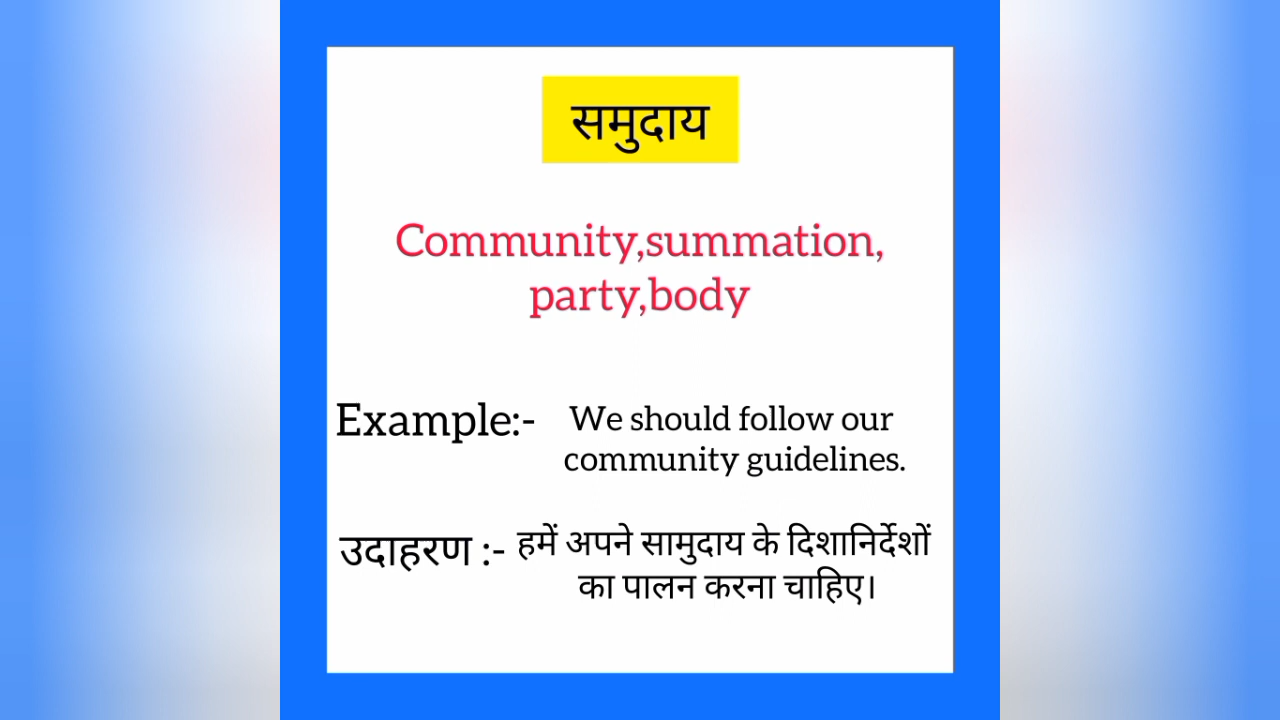 समुदाय
Community,summation,
party,body
Example:- We should follow our
community guidelines.
उदाहरण :- हमें अपने सामुदाय के दिशानिर्देशों
का पालन करना चाहिए।